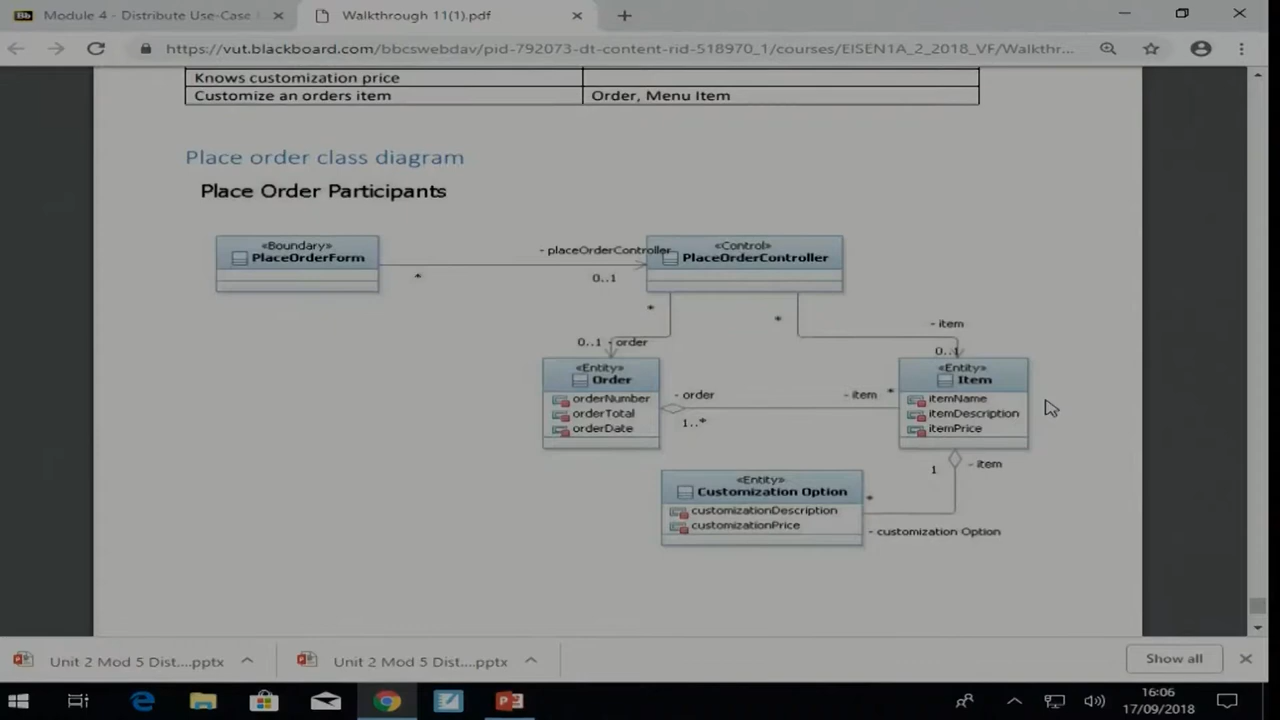 Module 4 - Distribute Use-Case
Walkthrough 11(1).pdf
https://vut.blackboard.com/bbcswebdav/pid-792073-dt-content-rid-518970_1/courses/EISEN1A_2_2018_VF/Walkthr...
Knows customization price
Customize an orders item
Order, Menu Item
Place order class diagram
Place Order Participants
«Boundary»
PlaceOrderForm
- placeOrderController
*
0..1
«Control»
PlaceOrderController
*
*
0..1 - order
- item
0..1
«Entity»
Order
orderNumber
orderTotal
orderDate
- order
1..*
- item
*
«Entity»
Item
itemName
itemDescription
itemPrice
1
- item
«Entity»
Customization Option
customizationDescription
customizationPrice
*
- customization Option
Unit 2 Mod 5 Dist....pptx
Unit 2 Mod 5 Dist....pptx
Show all
16:06
17/09/2018